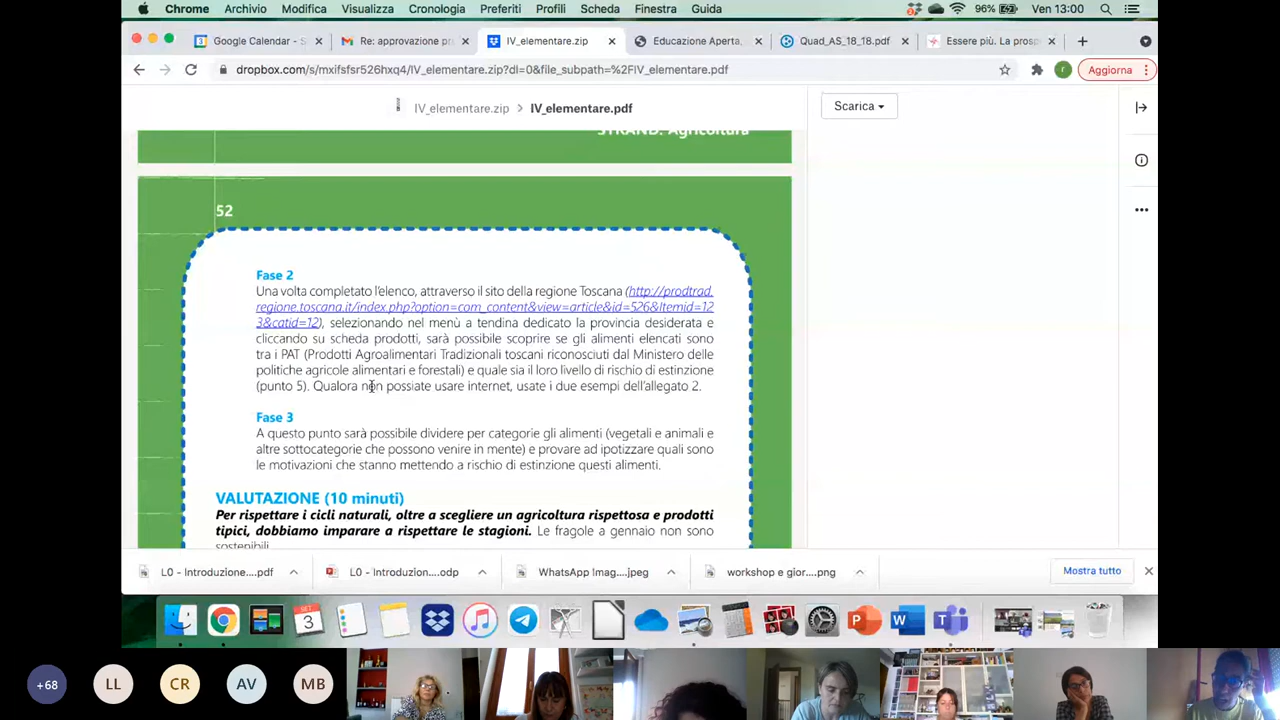 Chrome Archivio Modifica Visualizza Cronologia Preferiti Profili Scheda Finestra Guida 96% Ven 13:00
Google Calendar - S Re: approvazione pr IV_elementare.zip Educazione Aperta, Quad_AS_18_18.pdf Essere più. La prosp
dropbox.com/s/mxifsfsr526hxq4/IV_elementare.zip?dl=0&file_subpath=%2FIV_elementare.pdf Aggiorna
IV_elementare.zip > IV_elementare.pdf Scarica
STRAND: Agricoltura
52
Fase 2
Una volta completato l'elenco, attraverso il sito della regione Toscana (http://prodtrad.
regione.toscana.it/index.php?option=com_content&view=article&id=526&Itemid=12
3&catid=12), selezionando nel menù a tendina dedicato la provincia desiderata e
cliccando su scheda prodotti, sarà possibile scoprire se gli alimenti elencati sono
tra i PAT (Prodotti Agroalimentari Tradizionali toscani riconosciuti dal Ministero delle
politiche agricole alimentari e forestali) e quale sia il loro livello di rischio di estinzione
(punto 5). Qualora non possiate usare internet, usate i due esempi dell'allegato 2.
Fase 3
A questo punto sarà possibile dividere per categorie gli alimenti (vegetali e animali e
altre sottocategorie che possono venire in mente) e provare ad ipotizzare quali sono
le motivazioni che stanno mettendo a rischio di estinzione questi alimenti.
VALUTAZIONE (10 minuti)
Per rispettare i cicli naturali, oltre a scegliere un agricoltura rispettosa e prodotti
tipici, dobbiamo imparare a rispettare le stagioni. Le fragole a gennaio non sono
sostenibili.
L0 - Introduzione....pdf L0 - Introduzion....odp WhatsApp Imag....jpeg workshop e gior....png Mostra tutto
SET
3
P W T
+68 LL CR AV MB